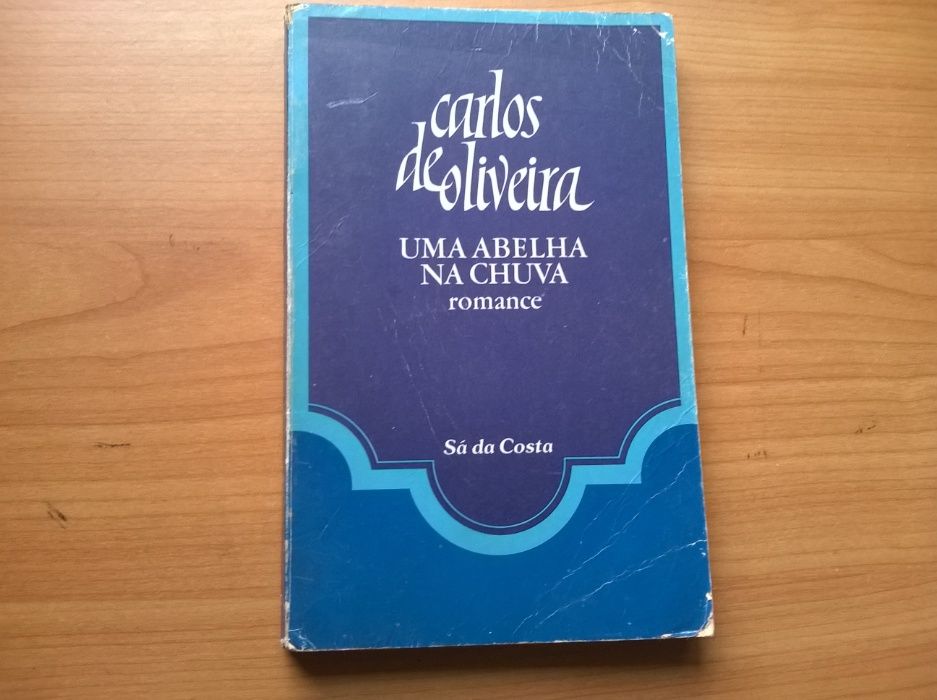 carlos
de oliveira
UMA ABELHA
NA CHUVA
romance
Sá da Costa